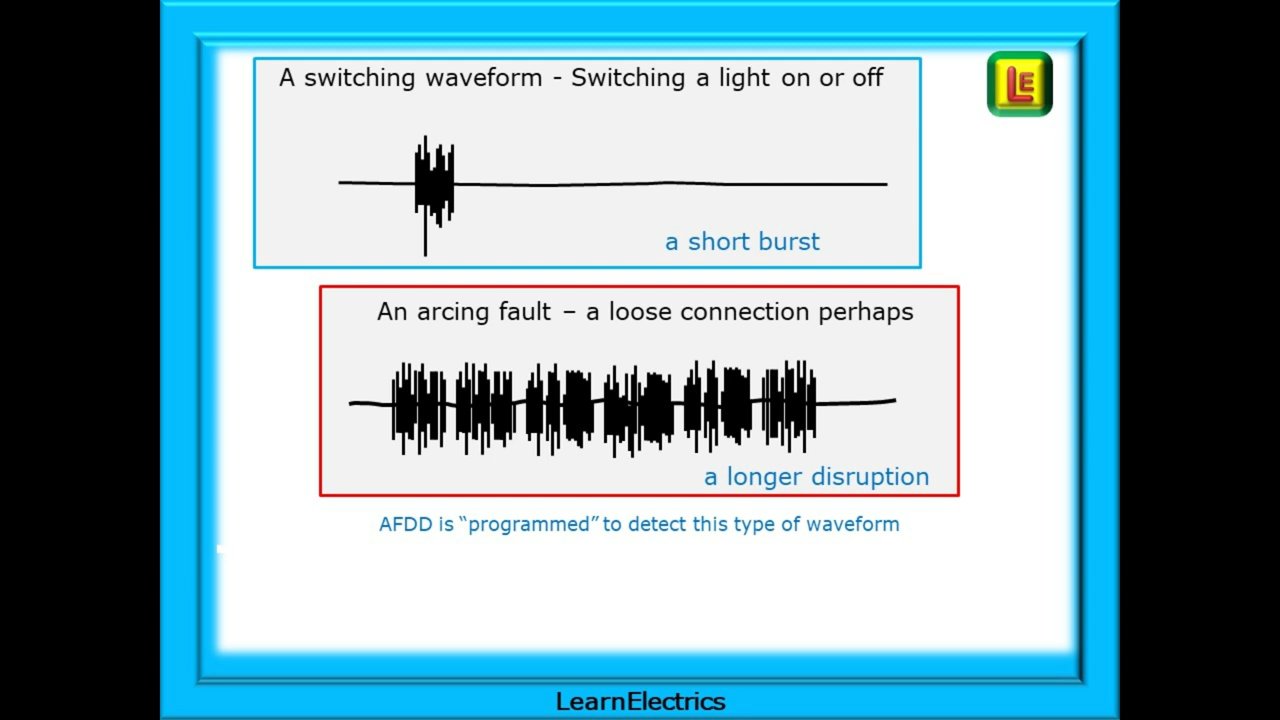 A switching waveform - Switching a light on or off
LE
a short burst
An arcing fault – a loose connection perhaps
a longer disruption
AFDD is “programmed” to detect this type of waveform
LearnElectrics